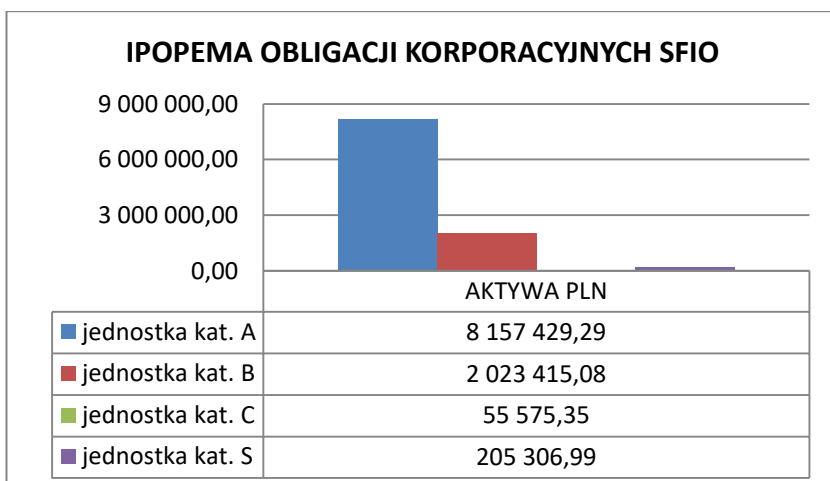 IPOPEMA OBLIGACJI KORPORACYJNYCH SFIO
9 000 000,00
6 000 000,00
3 000 000,00
0,00
AKTYWA PLN
jednostka kat. A 8 157 429,29
jednostka kat. B 2 023 415,08
jednostka kat. C 55 575,35
jednostka kat. S 205 306,99